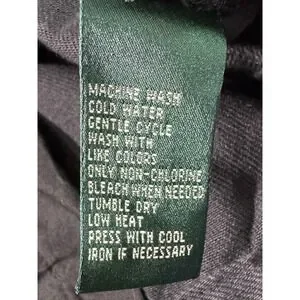 MACHINE WASH
COLD WATER
GENTLE CYCLE
WASH WITH
LIKE COLORS
ONLY NON-CHLORINE
BLEACH WHEN NEEDED
TUMBLE DRY
LOW HEAT
PRESS WITH COOL
IRON IF NECESSARY